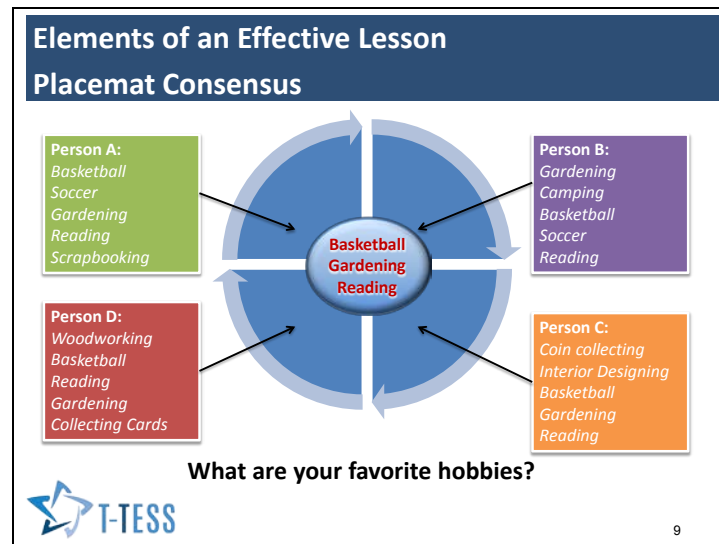 Elements of an Effective Lesson
Placemat Consensus
Person A:
Basketball
Soccer
Gardening
Reading
Scrapbooking
Person B:
Gardening
Camping
Basketball
Soccer
Reading
Basketball
Gardening
Reading
Person D:
Woodworking
Basketball
Reading
Gardening
Collecting Cards
Person C:
Coin collecting
Interior Designing
Basketball
Gardening
Reading
What are your favorite hobbies?
T-TESS
9